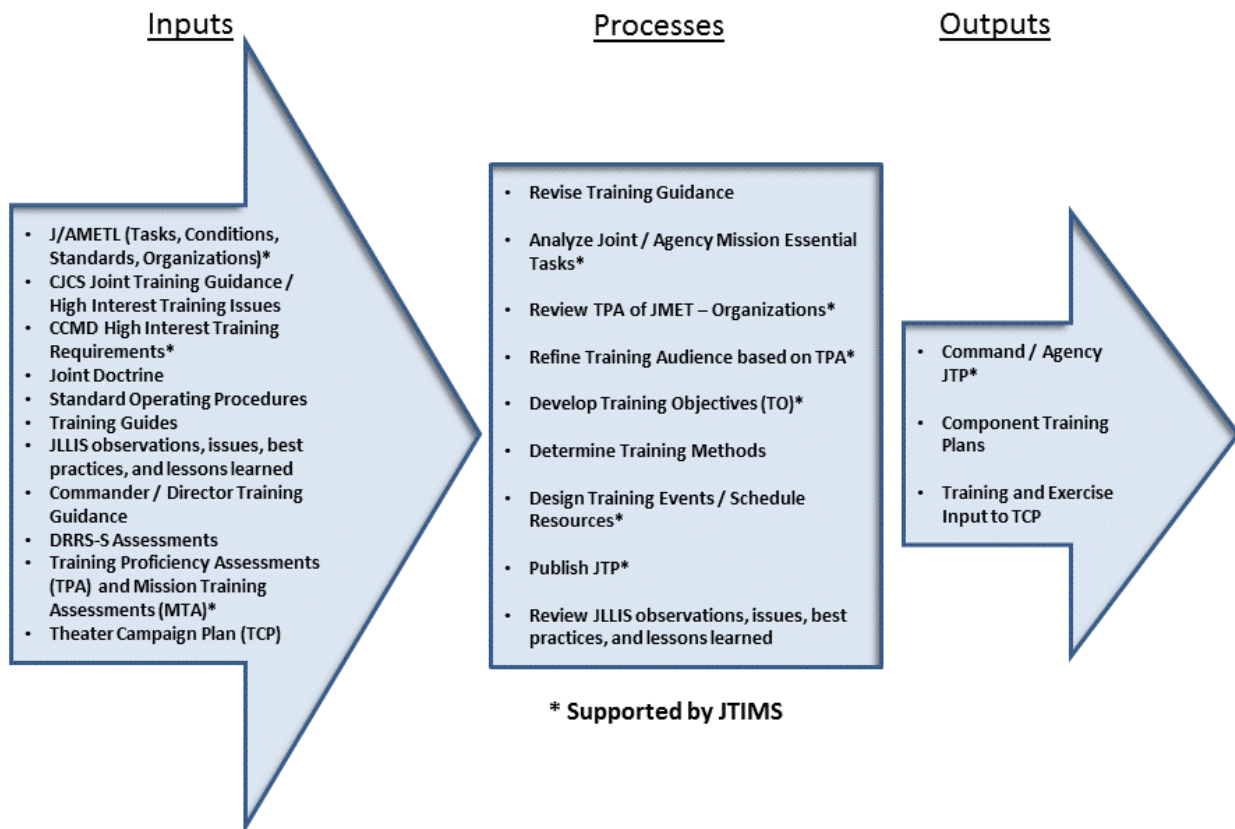 Inputs
Processes
Outputs
• J/AMETL (Tasks, Conditions,
Standards, Organizations)*
• CJCS Joint Training Guidance /
High Interest Training Issues
• CCMD High Interest Training
Requirements*
• Joint Doctrine
• Standard Operating Procedures
• Training Guides
• JLLIS observations, issues, best
practices, and lessons learned
• Commander / Director Training
Guidance
• DRRS-S Assessments
• Training Proficiency Assessments
(TPA) and Mission Training
Assessments (MTA)*
• Theater Campaign Plan (TCP)
• Revise Training Guidance
• Analyze Joint / Agency Mission Essential
Tasks*
• Review TPA of JMET – Organizations*
• Refine Training Audience based on TPA*
• Develop Training Objectives (TO)*
• Determine Training Methods
• Design Training Events / Schedule
Resources*
• Publish JTP*
• Review JLLIS observations, issues, best
practices, and lessons learned
• Command / Agency
JTP*
• Component Training
Plans
• Training and Exercise
Input to TCP
* Supported by JTIMS